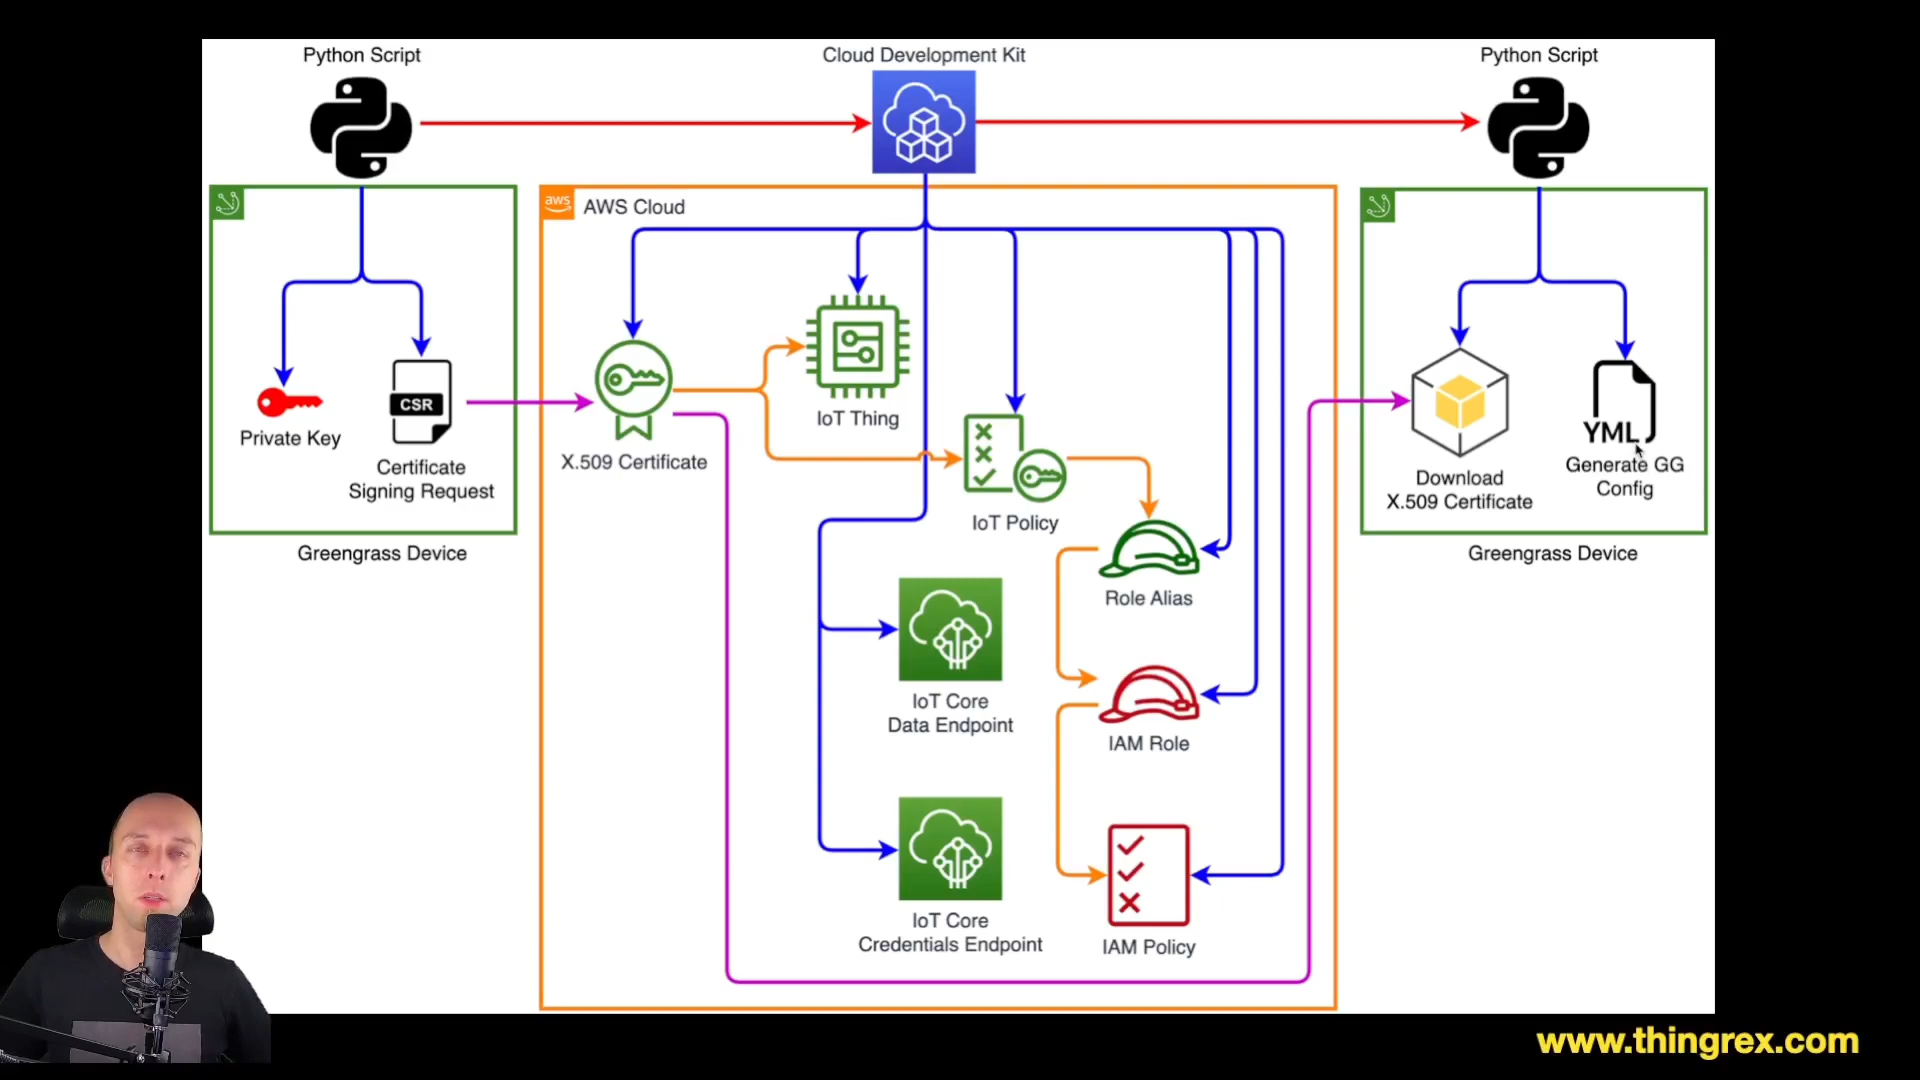 Python Script
Cloud Development Kit
Python Script
aws
AWS Cloud
CSR
Private Key
Certificate
Signing Request
Greengrass Device
X.509 Certificate
IoT Thing
IoT Policy
Role Alias
IoT Core
Data Endpoint
IAM Role
IoT Core
Credentials Endpoint
IAM Policy
Download
X.509 Certificate
YML
Generate GG
Config
Greengrass Device
www.thingrex.com